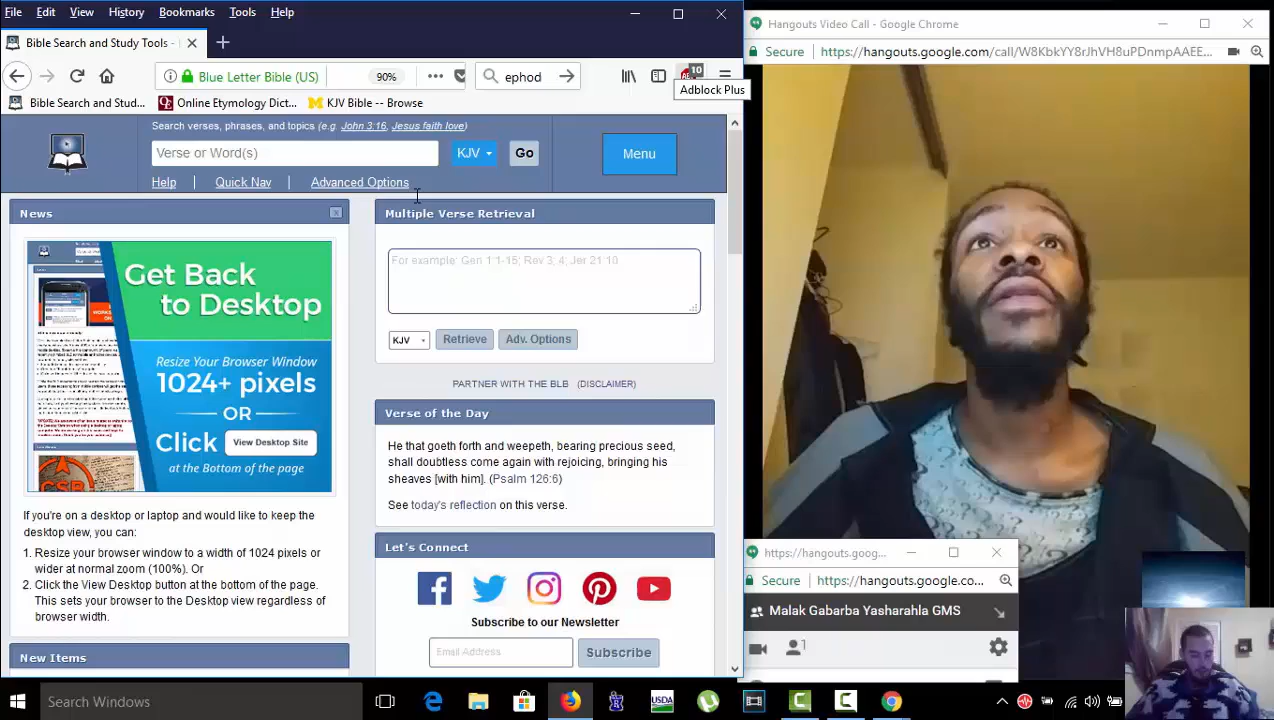 File Edit View History Bookmarks Tools Help
Bible Search and Study Tools -
Blue Letter Bible (US) 90% ephod
10
Adblock Plus
Bible Search and Stud... Online Etymology Dict... KJV Bible -- Browse
Search verses, phrases, and topics (e.g. John 3:16, Jesus faith love)
Verse or Word(s) KJV Go Menu
Help Quick Nav Advanced Options
News
Get Back
to Desktop
Resize Your Browser Window
1024+ pixels
OR
Click View Desktop Site
at the Bottom of the page
CSB
If you're on a desktop or laptop and would like to keep the
desktop view, you can:
1. Resize your browser window to a width of 1024 pixels or
wider at normal zoom (100%). Or
2. Click the View Desktop button at the bottom of the page.
This sets your browser to the Desktop view regardless of
browser width.
New Items
Multiple Verse Retrieval
For example: Gen 1:1-15; Rev 3; 4; Jer 21:10
KJV Retrieve Adv. Options
PARTNER WITH THE BLB (DISCLAIMER)
Verse of the Day
He that goeth forth and weepeth, bearing precious seed,
shall doubtless come again with rejoicing, bringing his
sheaves [with him]. (Psalm 126:6)
See today's reflection on this verse.
Let's Connect
Subscribe to our Newsletter
Email Address Subscribe
Hangouts Video Call - Google Chrome
Secure https://hangouts.google.com/call/W8KbkYY8rJhVH8uPDnmpAAEE...
https://hangouts.goog...
Secure https://hangouts.google.co...
Malak Gabarba Yasharahla GMS
1
Search Windows
USDA